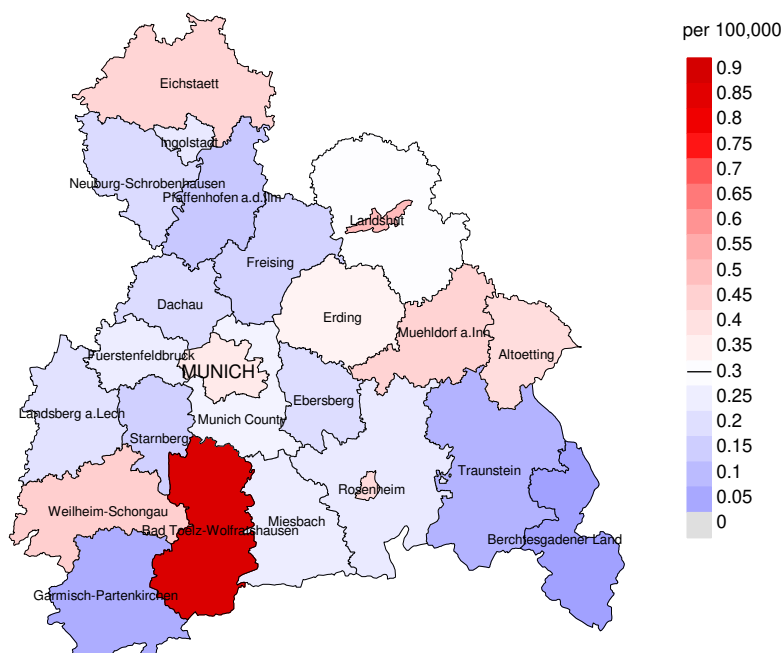 per 100,000
0.9
0.85
0.8
0.75
0.7
0.65
0.6
0.55
0.5
0.45
0.4
0.35
0.3
0.25
0.2
0.15
0.1
0.05
0
Eichstaett
Ingolstadt
Neuburg-Schrobenhausen
Pfaffenhofen a.d.Ilm
Landshut
Freising
Dachau
Erding
Muehldorf a.Inn
Altoetting
Fuerstenfeldbruck
MUNICH
Ebersberg
Landsberg a.Lech
Munich County
Starnberg
Traunstein
Rosenheim
Weilheim-Schongau
Miesbach
Bad Toelz-Wolfratshausen
Berchtesgadener Land
Garmisch-Partenkirchen